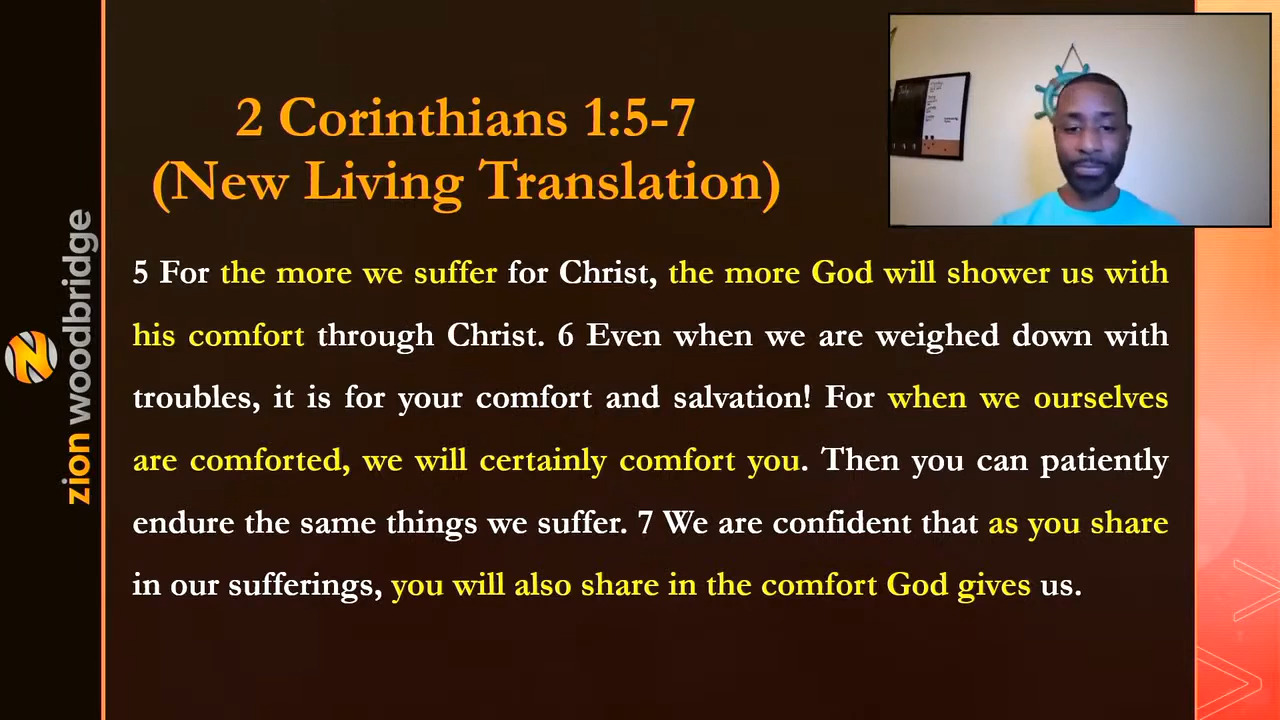 2 Corinthians 1:5-7
(New Living Translation)
5 For the more we suffer for Christ, the more God will shower us with
his comfort through Christ. 6 Even when we are weighed down with
troubles, it is for your comfort and salvation! For when we ourselves
are comforted, we will certainly comfort you. Then you can patiently
endure the same things we suffer. 7 We are confident that as you share
in our sufferings, you will also share in the comfort God gives us.
zion woodbridge